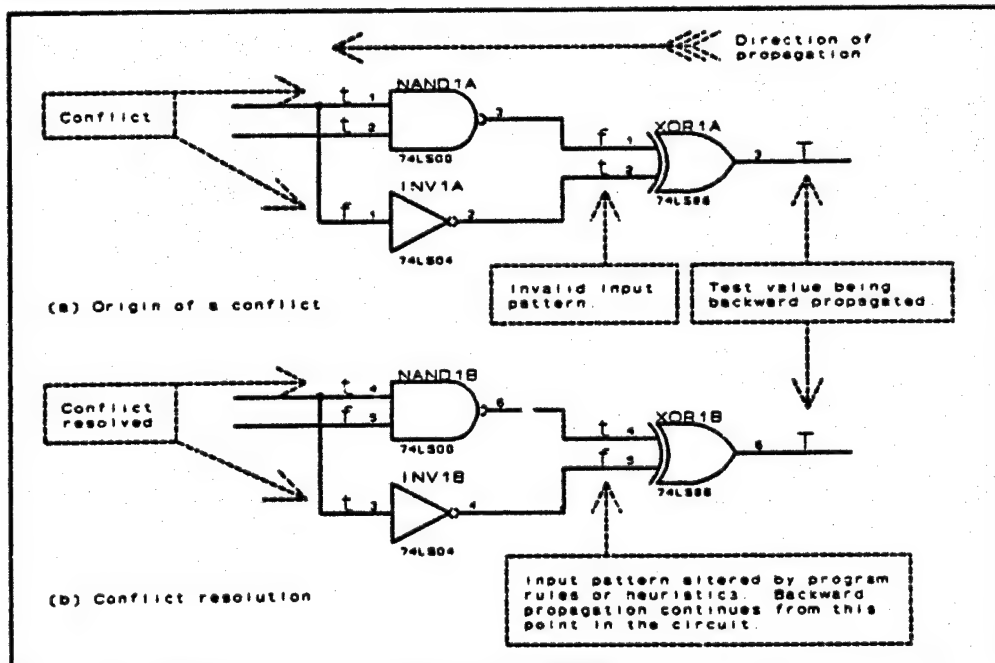 Direction of
propagation
NAND1A
XOR1A
Conflict
t 1
t 2
3
f 1
t 2
3 T
74LS00
74LS86
INV1A
f 1
2
74LS04
Invalid input
pattern.
Test value being
backward propagated.
(a) Origin of a conflict
NAND1B
XOR1B
Conflict
resolved
t 4
f 5
6
t 4
f 5
6 T
74LS00
74LS86
INV1B
t 3
4
74LS04
Input pattern altered by program
rules or heuristics. Backward
propagation continues from this
point in the circuit.
(b) Conflict resolution